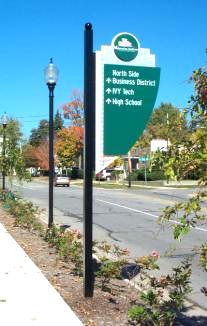 North Side
Business District
IVY Tech
High School